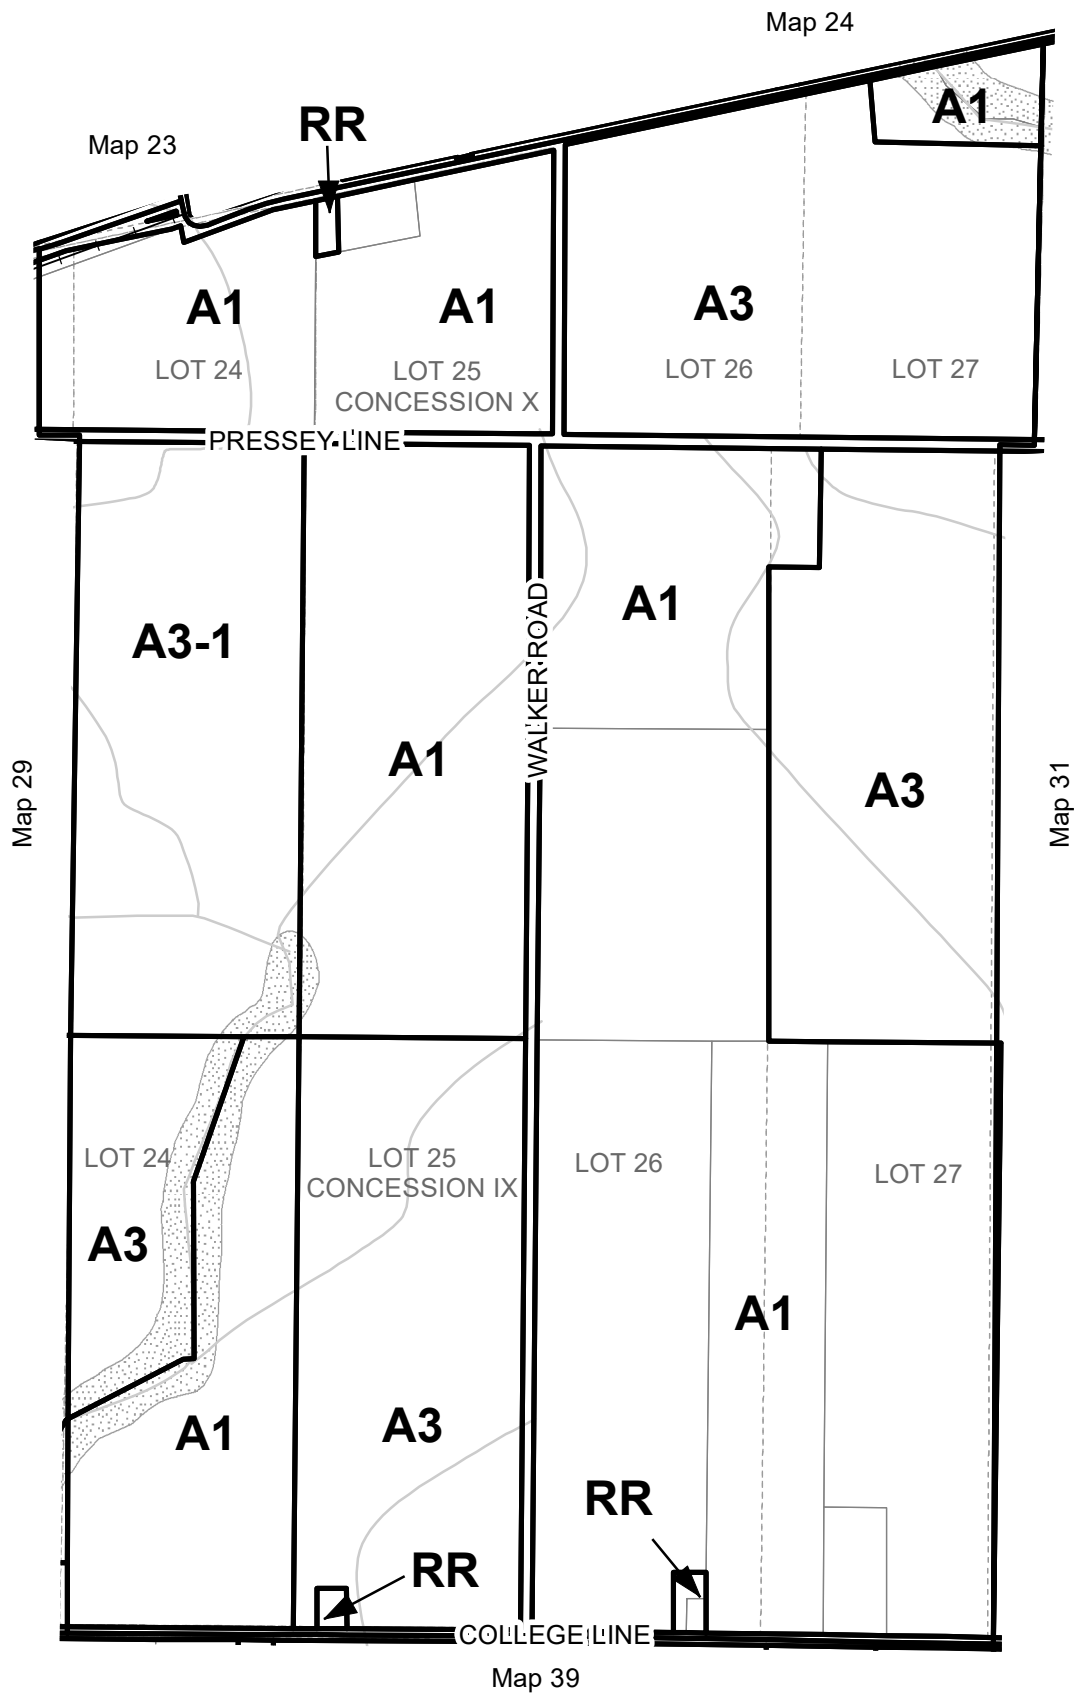 Map 24
RR
A1
Map 23
A1
A1
A3
LOT 24
LOT 25
CONCESSION X
LOT 26
LOT 27
PRESSEY LINE
A3-1
WALKER ROAD
A1
A1
A3
Map 29
Map 31
LOT 24
LOT 25
CONCESSION IX
LOT 26
LOT 27
A3
A1
A1
A3
RR
RR
COLLEGE LINE
Map 39